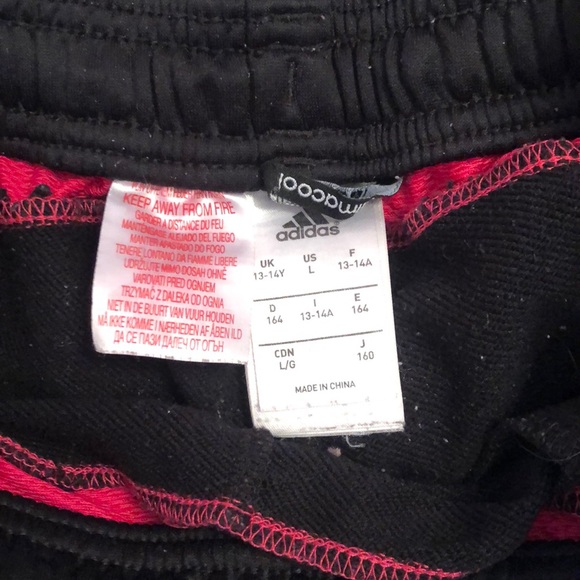 KEEP AWAY FROM FIRE
GARDER A DISTANCE DU FEU
MANTENGASE ALEJADO DEL FUEGO
MANTER AFASTADO DO FOGO
TENERE LONTANO DA FIAMME LIBERE
UDRŽUJTE MIMO DOSAH OHNĚ
VAROVATI PRED OGNJEM
TRZYMAĆ Z DALEKA OD OGNIA
NIET IN DE BUURT VAN VUUR HOUDEN
MÅ IKKE KOMME I NÆRHEDEN AF ÅBEN ILD
ДА СЕ ПАЗИ ДАЛЕЧ ОТ ОГЪН
macool
adidas
UK US F
13-14Y L 13-14A
D I E
164 13-14A 164
CDN J
L/G 160
MADE IN CHINA